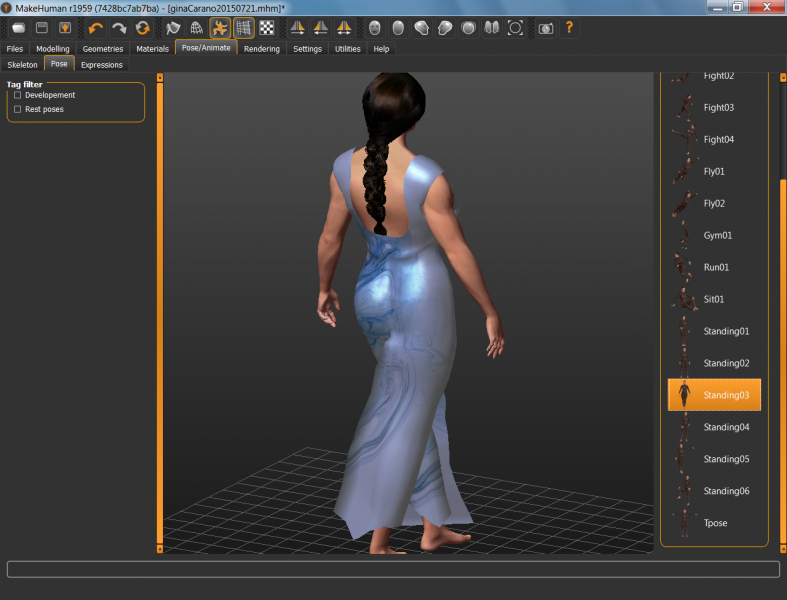 MakeHuman r1959 (7428bc7ab7ba) - [ginaCarano20150721.mhm]*
Files Modelling Geometries Materials Pose/Animate Rendering Settings Utilities Help
Skeleton Pose Expressions
Tag filter
Developement
Rest poses
Fight02
Fight03
Fight04
Fly01
Fly02
Gym01
Run01
Sit01
Standing01
Standing02
Standing03
Standing04
Standing05
Standing06
Tpose